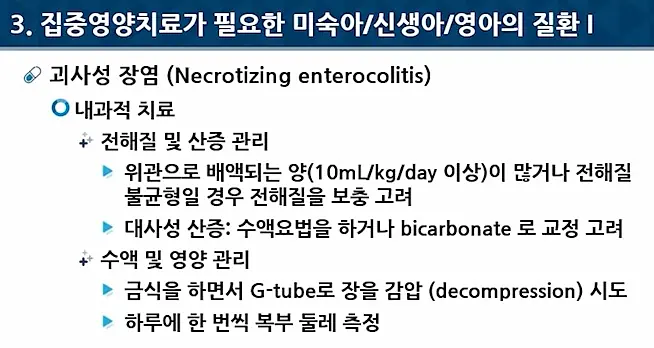 3. 집중영양치료가 필요한 미숙아/신생아/영아의 질환 I
괴사성 장염 (Necrotizing enterocolitis)
내과적 치료
전해질 및 산증 관리
위관으로 배액되는 양(10mL/kg/day 이상)이 많거나 전해질
불균형일 경우 전해질을 보충 고려
대사성 산증: 수액요법을 하거나 bicarbonate 로 교정 고려
수액 및 영양 관리
금식을 하면서 G-tube로 장을 감압 (decompression) 시도
하루에 한 번씩 복부 둘레 측정